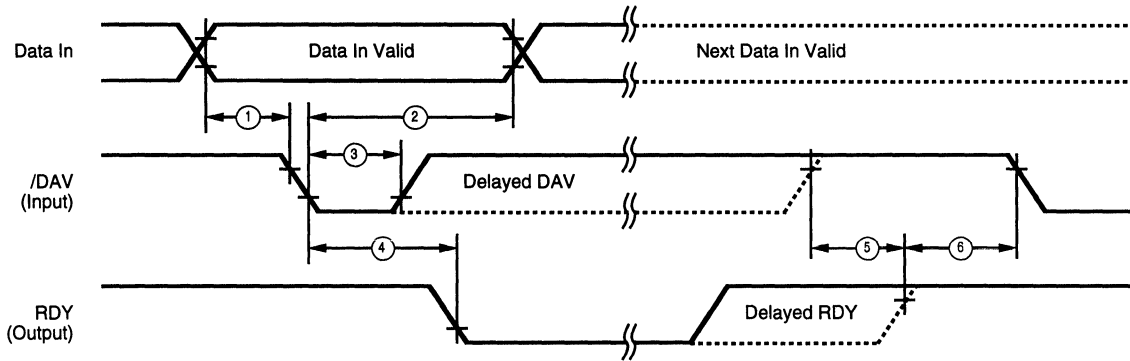 Data In
Data In Valid
Next Data In Valid
1
2
3
/DAV
(Input)
Delayed DAV
4
5
6
RDY
(Output)
Delayed RDY